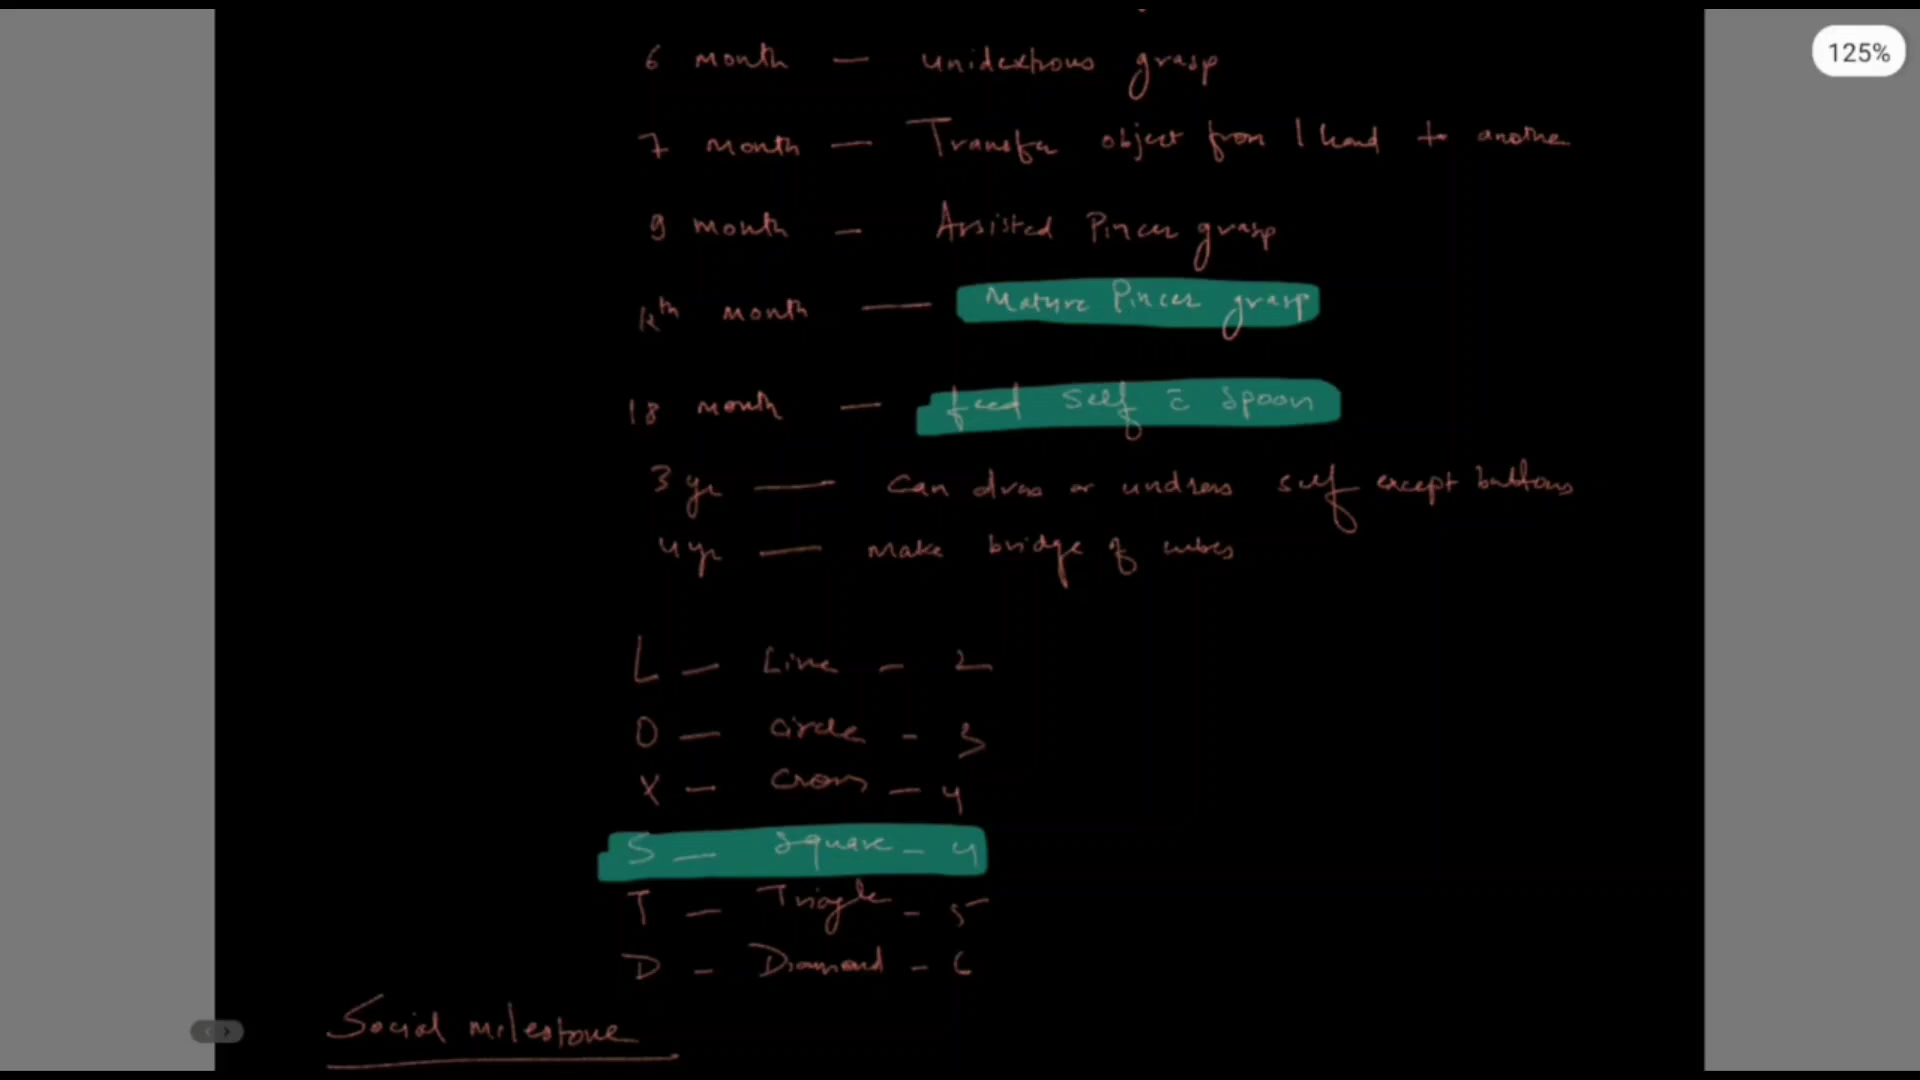 125%
6 month — unidextrous grasp
7 month — Transfer object from 1 hand to another
9 month — Assisted Pincer grasp
12th month — Mature Pincer grasp
18 month — feed self c̄ spoon
3 yr — can dress or undress self except buttons
4 yr — make bridge of cubes
L — Line - 2
O — circle - 3
X — Cross - 4
S — square - 4
T — Triagle - 5
D - Diamond - 6
Social milestone